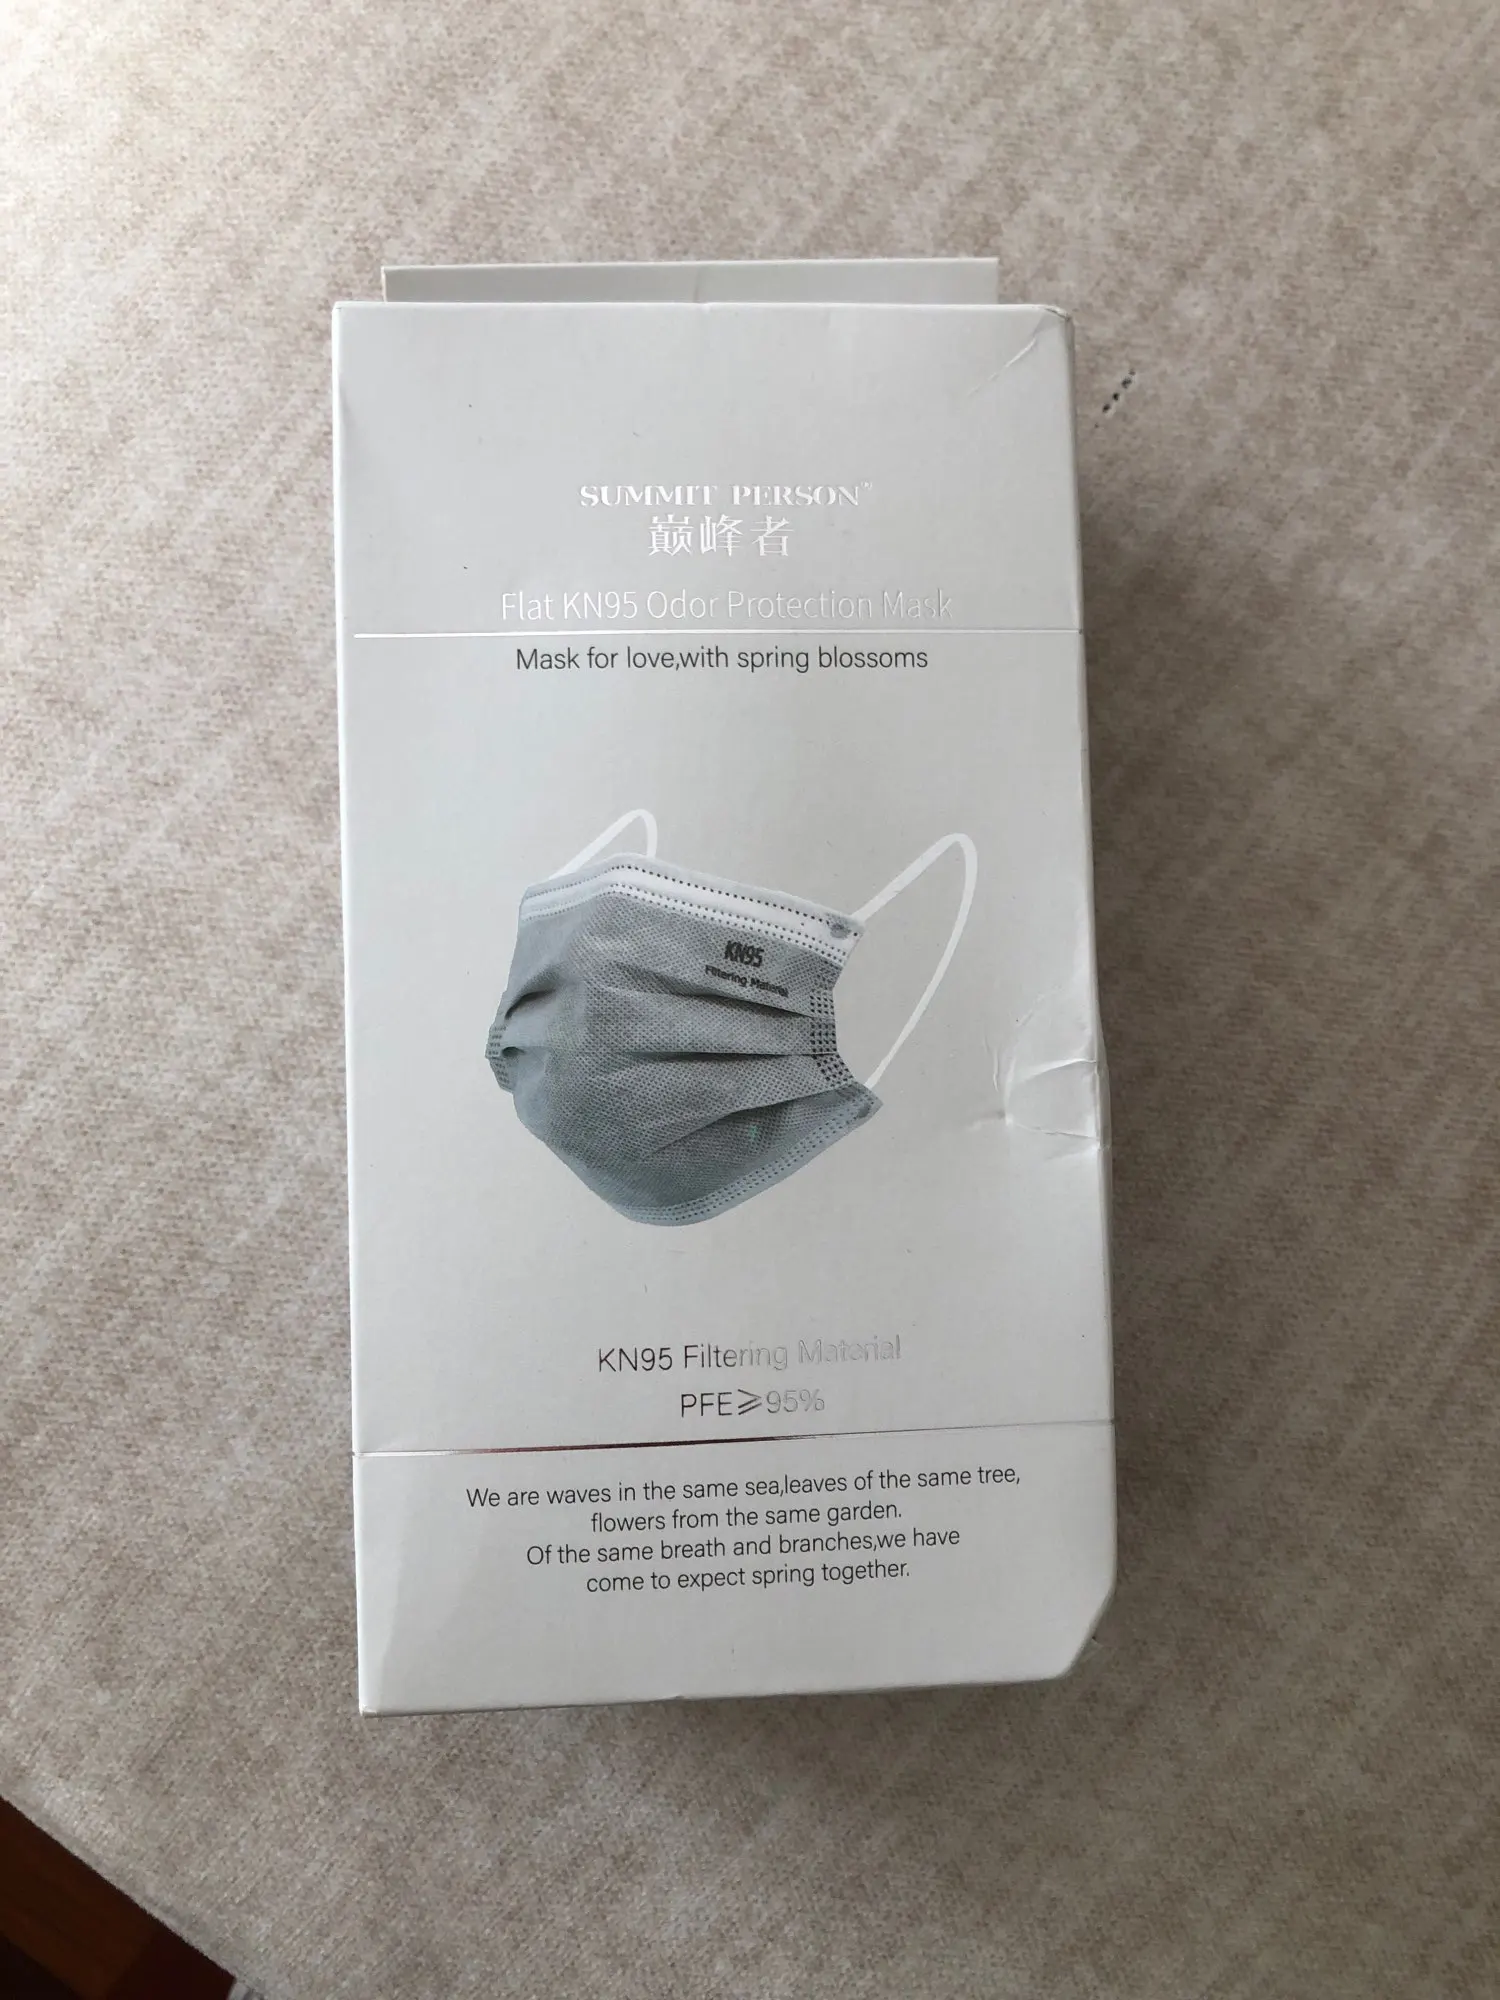 SUMMIT PERSON
巅峰者
Flat KN95 Odor Protection Mask
Mask for love,with spring blossoms
KN95
Filtering Material
KN95 Filtering Material
PFE⩾95%
We are waves in the same sea,leaves of the same tree,
flowers from the same garden.
Of the same breath and branches,we have
come to expect spring together.